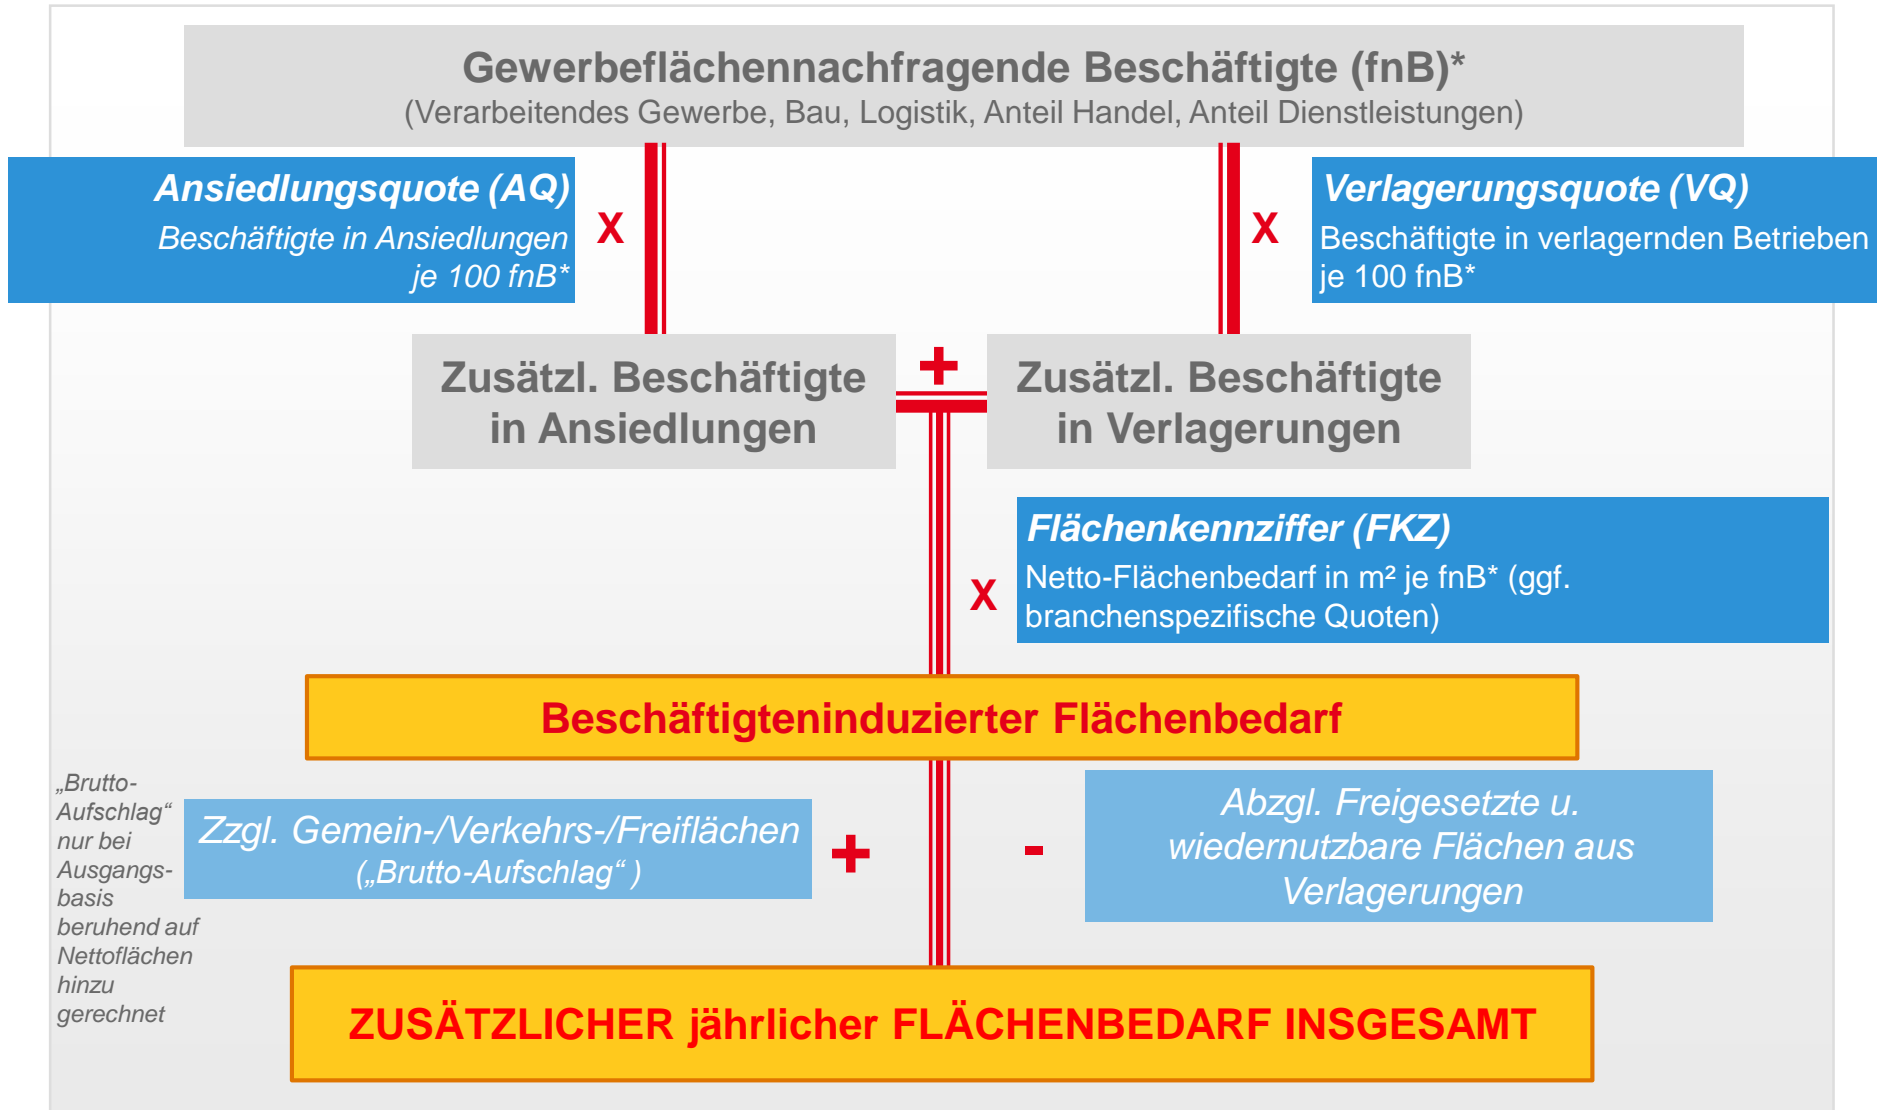 Gewerbeflächennachfragende Beschäftigte (fnB)*
(Verarbeitendes Gewerbe, Bau, Logistik, Anteil Handel, Anteil Dienstleistungen)
Ansiedlungsquote (AQ)
Beschäftigte in Ansiedlungen
je 100 fnB*
X
X
Verlagerungsquote (VQ)
Beschäftigte in verlagernden Betrieben
je 100 fnB*
Zusätzl. Beschäftigte
in Ansiedlungen
+
Zusätzl. Beschäftigte
in Verlagerungen
X
Flächenkennziffer (FKZ)
Netto-Flächenbedarf in m² je fnB* (ggf.
branchenspezifische Quoten)
Beschäftigteninduzierter Flächenbedarf
„Brutto-
Aufschlag“
nur bei
Ausgangs-
basis
beruhend auf
Nettoflächen
hinzu
gerechnet
Zzgl. Gemein-/Verkehrs-/Freiflächen
(„Brutto-Aufschlag“ )
+
-
Abzgl. Freigesetzte u.
wiedernutzbare Flächen aus
Verlagerungen
ZUSÄTZLICHER jährlicher FLÄCHENBEDARF INSGESAMT